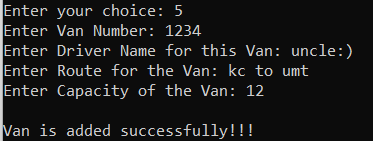 Enter your choice: 5
Enter Van Number: 1234
Enter Driver Name for this Van: uncle:)
Enter Route for the Van: kc to umt
Enter Capacity of the Van: 12
Van is added successfully!!!